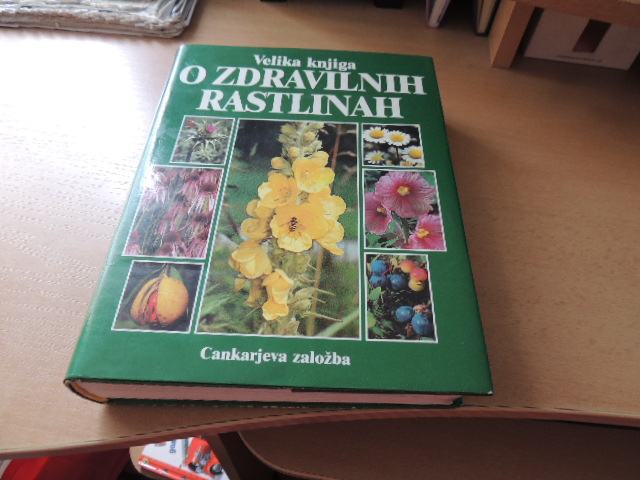 Velika knjiga
O ZDRAVILNIH
RASTLINAH
Cankarjeva založba